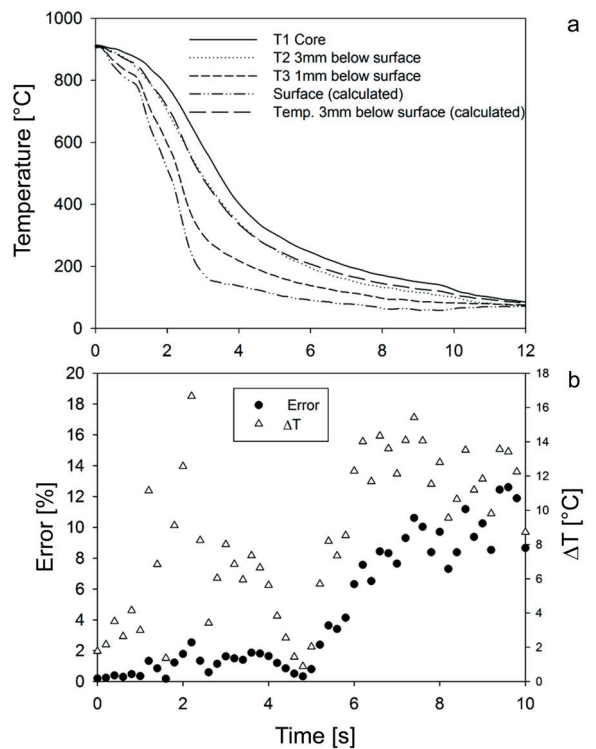 a
T1 Core
T2 3mm below surface
T3 1mm below surface
Surface (calculated)
Temp. 3mm below surface (calculated)
Temperature [°C]
1000
800
600
400
200
0
0 2 4 6 8 10 12
b
Error
ΔT
Error [%]
20
18
16
14
12
10
8
6
4
2
0
ΔT [°C]
18
16
14
12
10
8
6
4
2
0
0 2 4 6 8 10
Time [s]